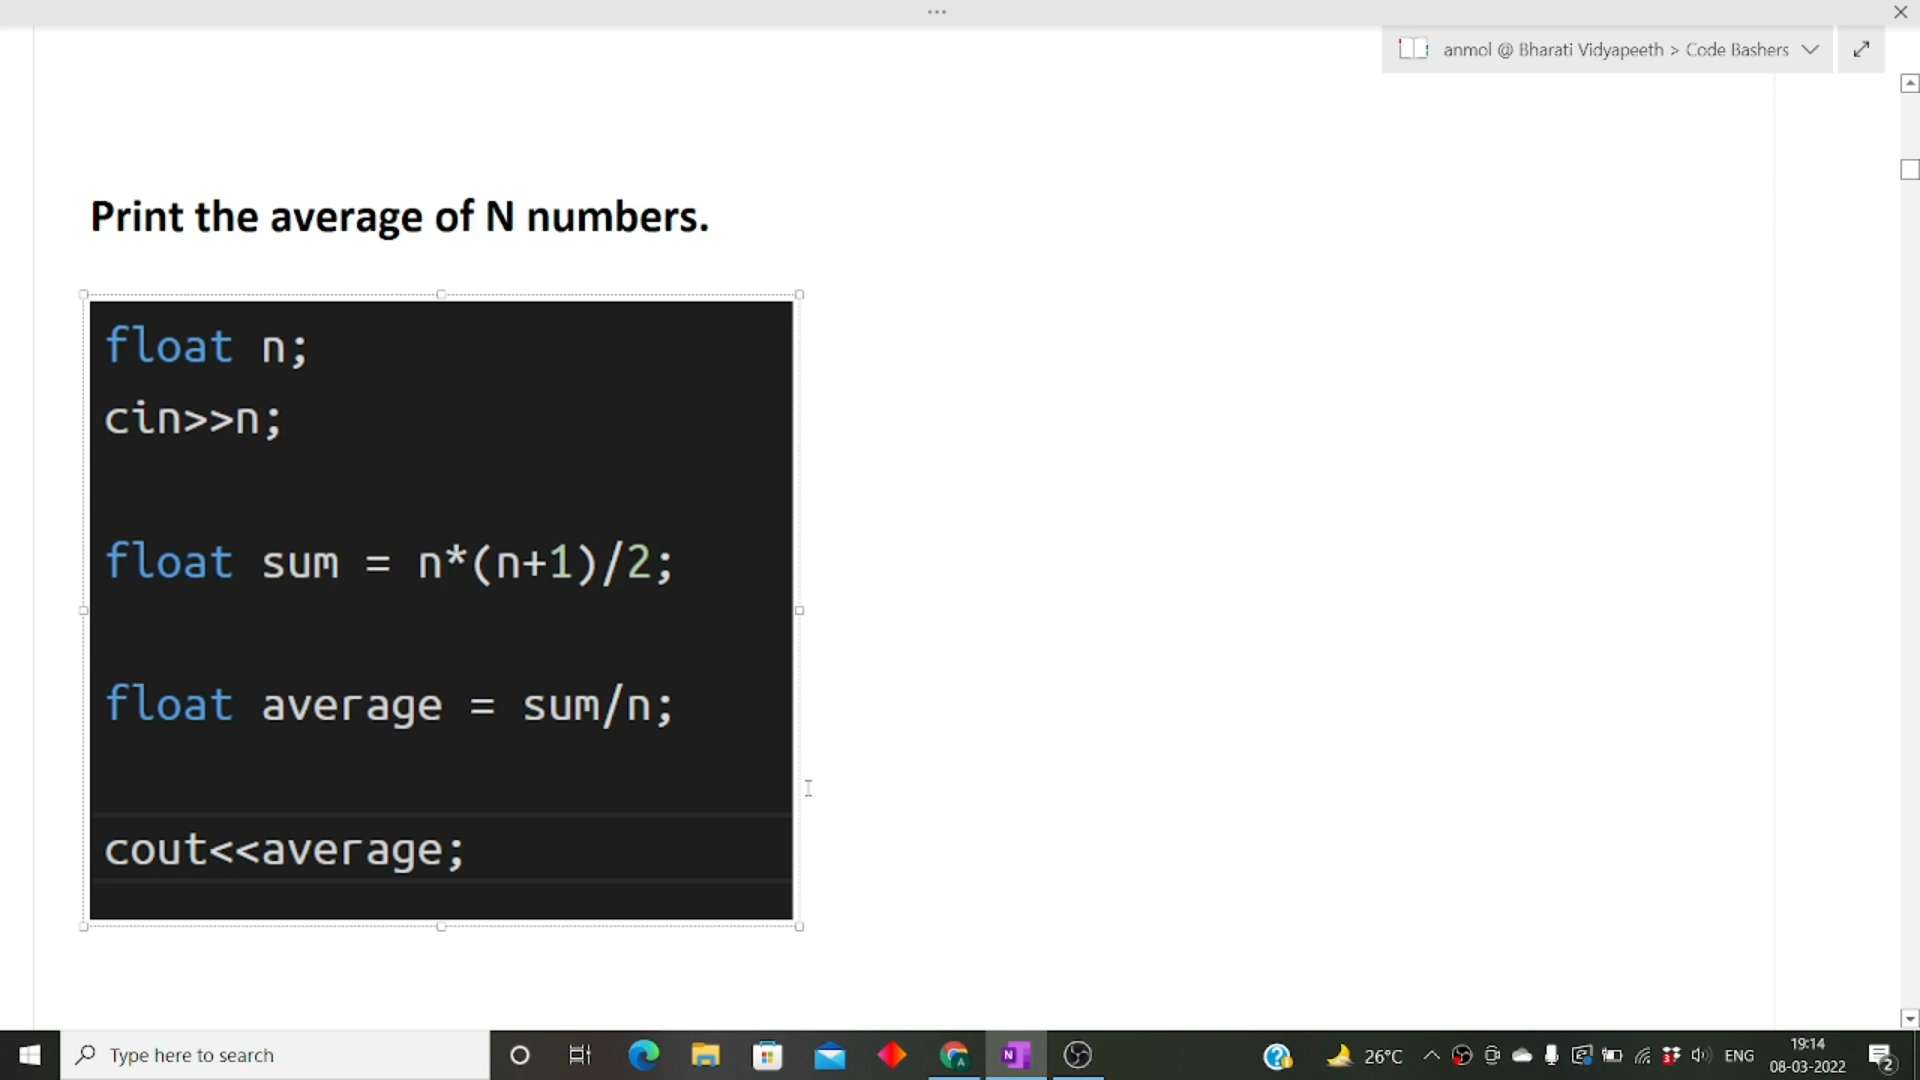 anmol @ Bharati Vidyapeeth > Code Bashers
Print the average of N numbers.
float n;
cin>>n;
float sum = n*(n+1)/2;
float average = sum/n;
cout<<average;
Type here to search
26°C
ENG
19:14
08-03-2022
2